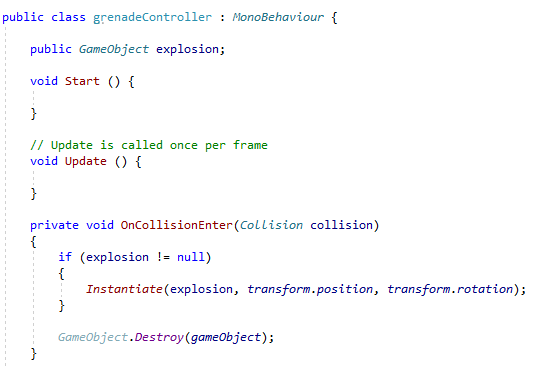 public class grenadeController : MonoBehaviour {
public GameObject explosion;
void Start () {
}
// Update is called once per frame
void Update () {
}
private void OnCollisionEnter(Collision collision)
{
if (explosion != null)
{
Instantiate(explosion, transform.position, transform.rotation);
}
GameObject.Destroy(gameObject);
}